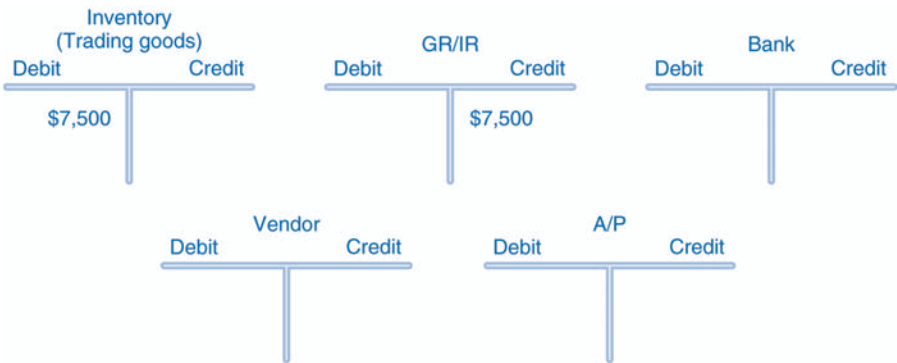 Inventory
(Trading goods)
Debit Credit
$7,500
GR/IR
Debit Credit
$7,500
Bank
Debit Credit
Vendor
Debit Credit
A/P
Debit Credit